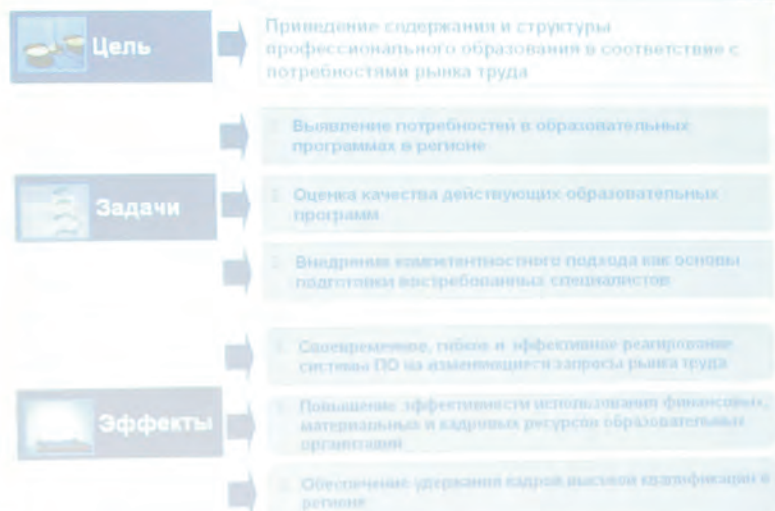 Цель
Приведение содержания и структуры
профессионального образования в соответствие с
потребностями рынка труда
Выявление потребностей в образовательных
программах в регионе
Задачи
2. Оценка качества действующих образовательных
программ
Внедрение компетентностного подхода как основы
подготовки востребованных специалистов
Своевременное, гибкое и эффективное реагирование
системы ПО на изменяющиеся запросы рынка труда
Эффекты
Повышение эффективности использования финансовых,
материальных и кадровых ресурсов образовательных
организаций
Обеспечение удержания кадров высокой квалификации в
регионе